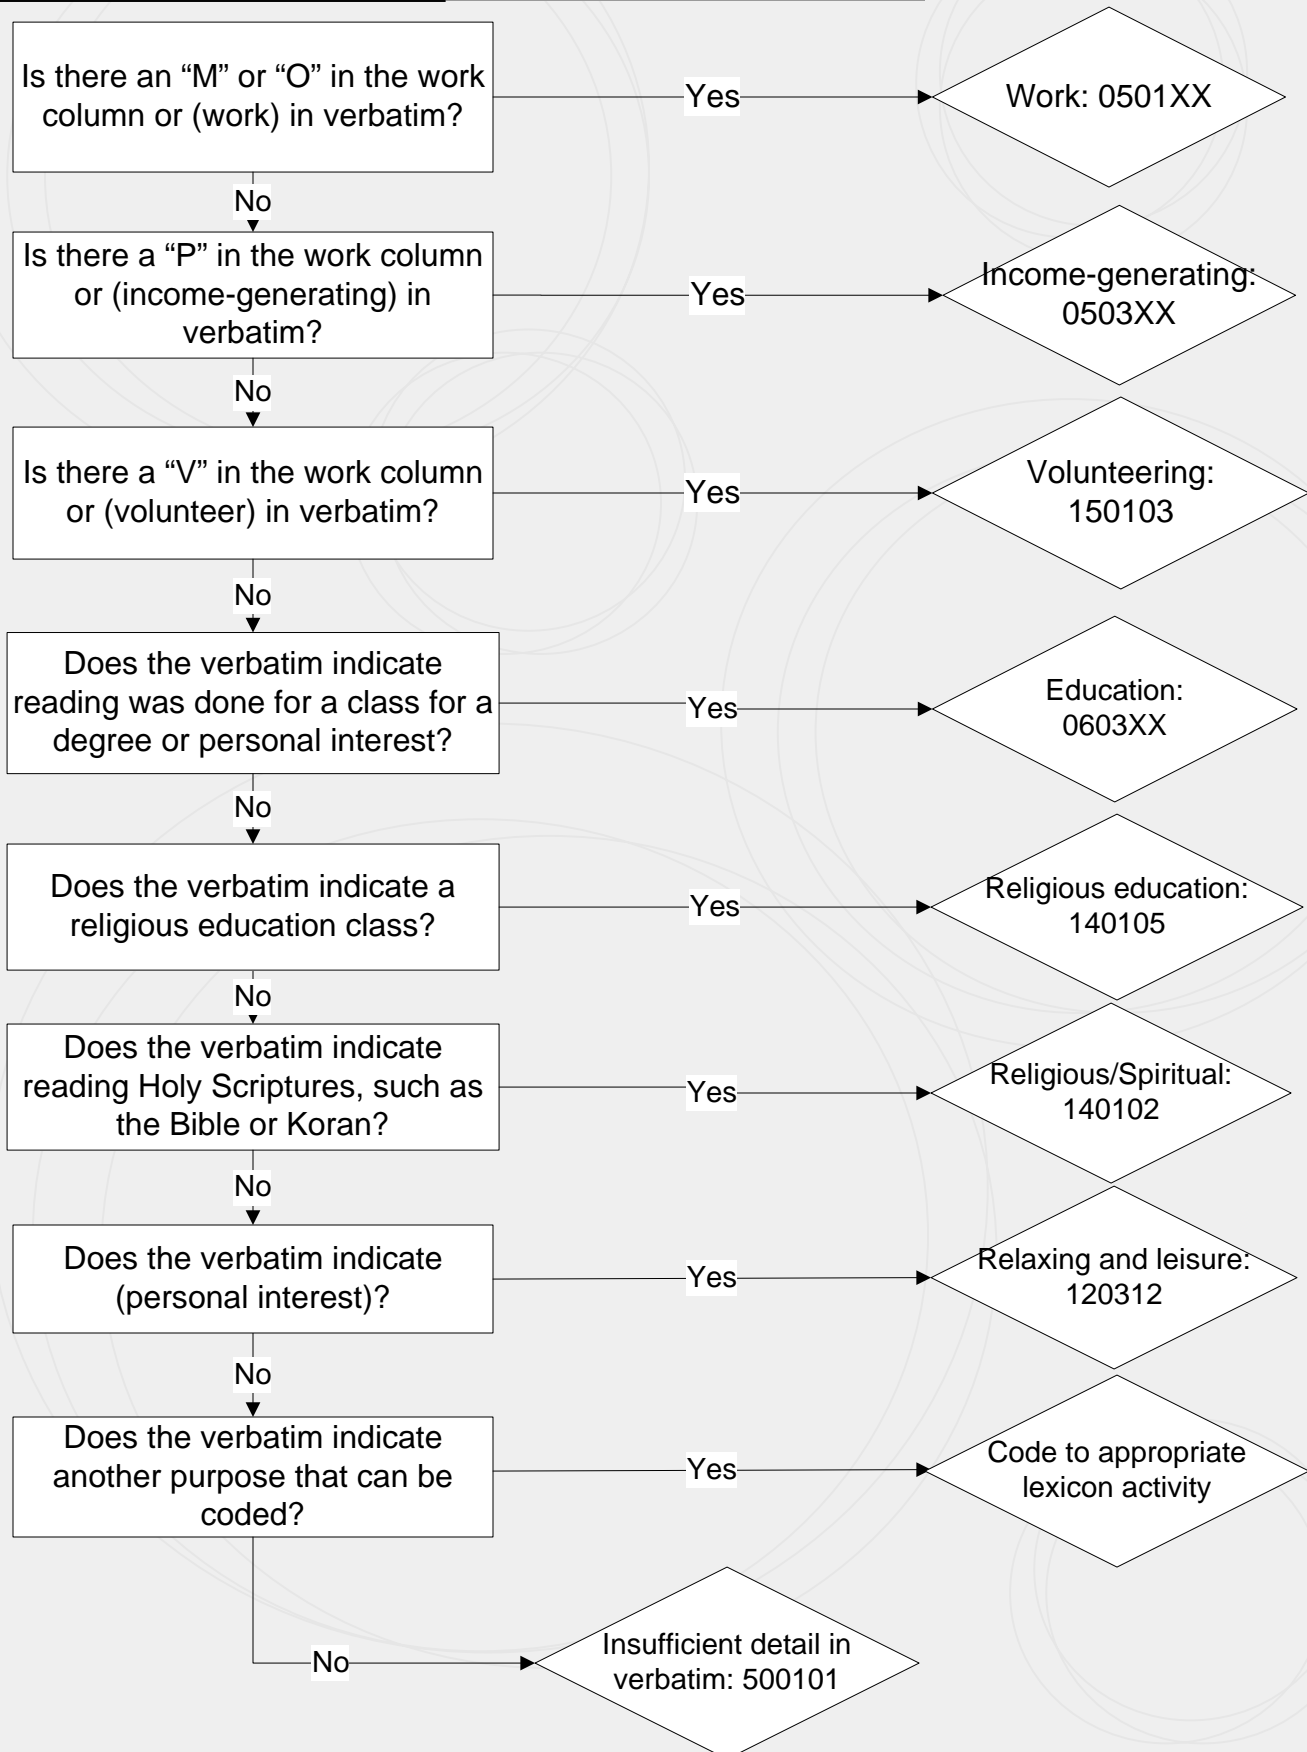 Is there an “M” or “O” in the work
column or (work) in verbatim?
Yes
Work: 0501XX
No
Is there a “P” in the work column
or (income-generating) in
verbatim?
Yes
Income-generating:
0503XX
No
Is there a “V” in the work column
or (volunteer) in verbatim?
Yes
Volunteering:
150103
No
Does the verbatim indicate
reading was done for a class for a
degree or personal interest?
Yes
Education:
0603XX
No
Does the verbatim indicate a
religious education class?
Yes
Religious education:
140105
No
Does the verbatim indicate
reading Holy Scriptures, such as
the Bible or Koran?
Yes
Religious/Spiritual:
140102
No
Does the verbatim indicate
(personal interest)?
Yes
Relaxing and leisure:
120312
No
Does the verbatim indicate
another purpose that can be
coded?
Yes
Code to appropriate
lexicon activity
No
Insufficient detail in
verbatim: 500101